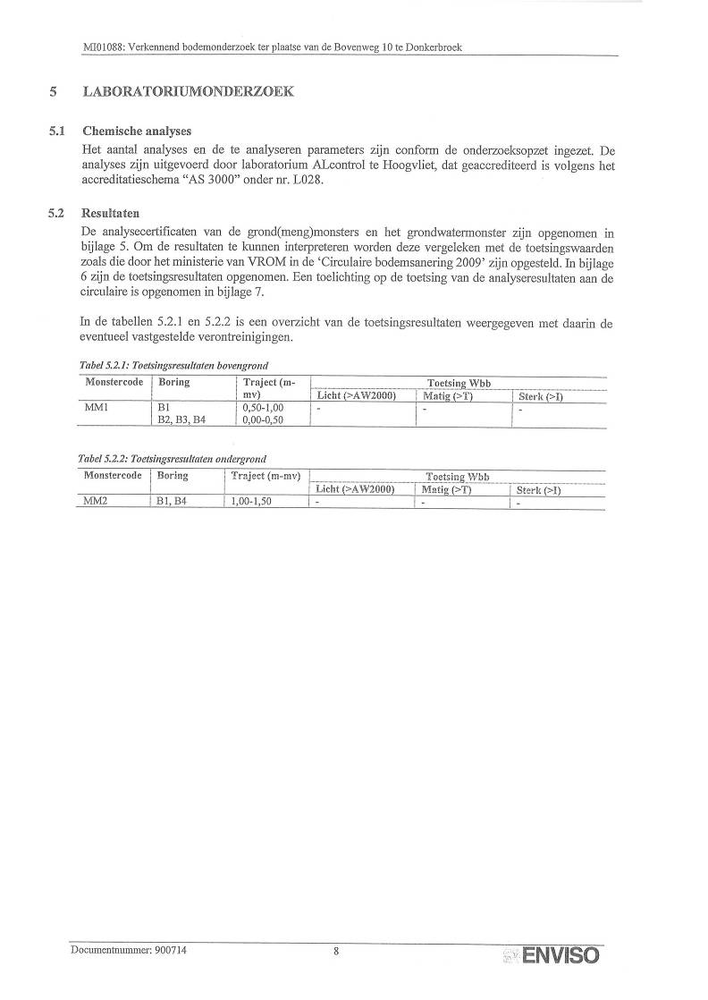 MI01088: Verkennend bodemonderzoek ter plaatse van de Bovenweg 10 te Donkerbroek
5 LABORATORIUMONDERZOEK
5.1 Chemische analyses
Het aantal analyses en de te analyseren parameters zijn conform de onderzoeksopzet ingezet. De
analyses zijn uitgevoerd door laboratorium ALcontrol te Hoogvliet, dat geaccrediteerd is volgens het
accreditatieschema “AS 3000” onder nr. L028.
5.2 Resultaten
De analysecertificaten van de grond(meng)monsters en het grondwatermonster zijn opgenomen in
bijlage 5. Om de resultaten te kunnen interpreteren worden deze vergeleken met de toetsingswaarden
zoals die door het ministerie van VROM in de ‘Circulaire bodemsanering 2009’ zijn opgesteld. In bijlage
6 zijn de toetsingsresultaten opgenomen. Een toelichting op de toetsing van de analyseresultaten aan de
circulaire is opgenomen in bijlage 7.
In de tabellen 5.2.1 en 5.2.2 is een overzicht van de toetsingsresultaten weergegeven met daarin de
eventueel vastgestelde verontreinigingen.
Tabel 5.2.1: Toetsingsresultaten bovengrond
Monstercode Boring Traject (m- Toetsing Wbb
mv) Licht (>AW2000) Matig (>T) Sterk (>I)
MM1 B1 0,50-1,00 - - -
B2, B3, B4 0,00-0,50
Tabel 5.2.2: Toetsingsresultaten ondergrond
Monstercode Boring Traject (m-mv) Toetsing Wbb
Licht (>AW2000) Matig (>T) Sterk (>I)
MM2 B1, B4 1,00-1,50 - - -
Documentnummer: 900714 8 ENVISO